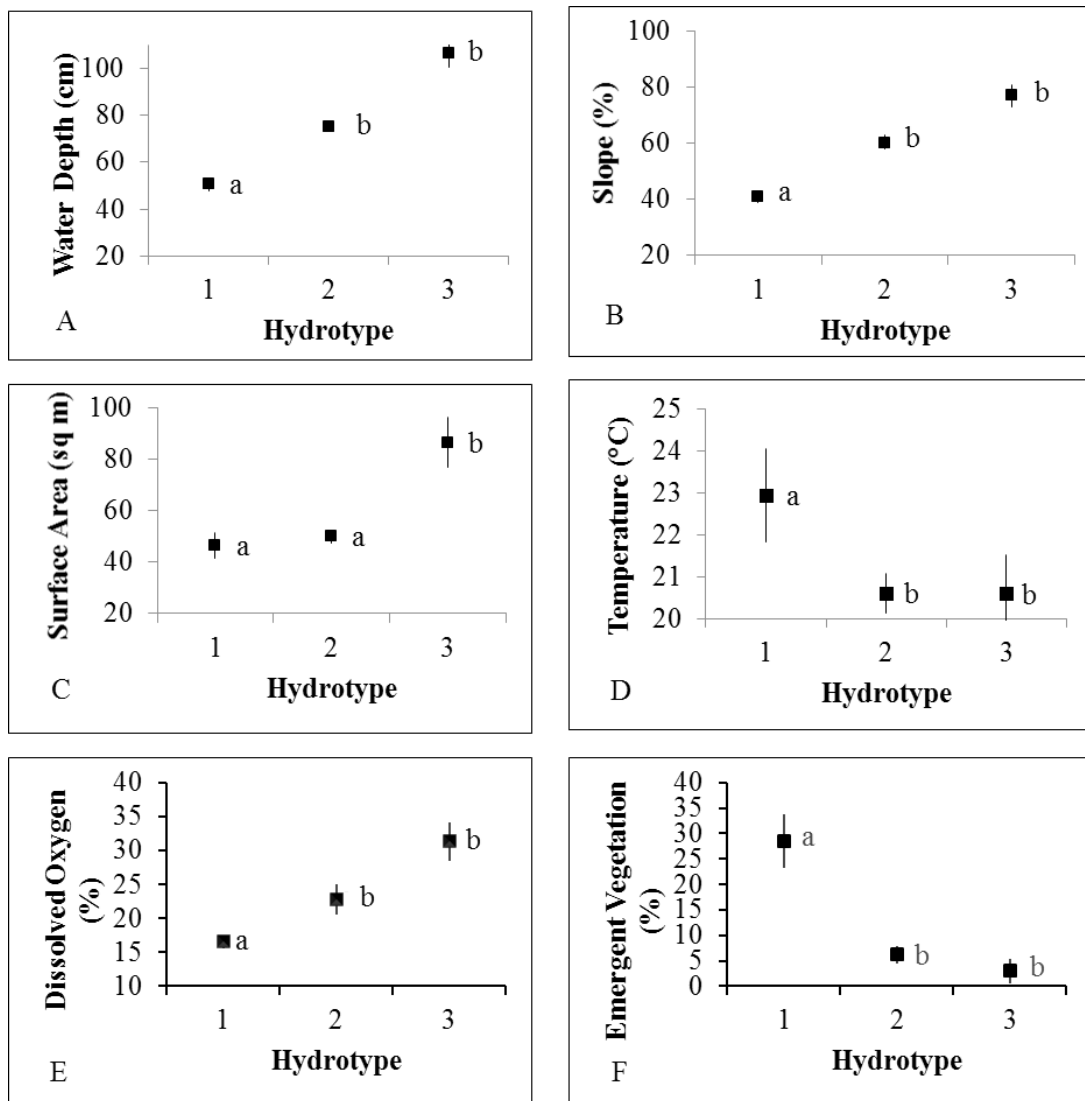 Water Depth (cm)
100
80
60
40
20
a
b
b
1 2 3
Hydrotype
A
Slope (%)
100
80
60
40
20
a
b
b
1 2 3
Hydrotype
B
Surface Area (sq m)
100
80
60
40
20
a
a
b
1 2 3
Hydrotype
C
Temperature (°C)
25
24
23
22
21
20
a
b
b
1 2 3
Hydrotype
D
Dissolved Oxygen
(%)
40
35
30
25
20
15
10
a
b
b
1 2 3
Hydrotype
E
Emergent Vegetation
(%)
40
35
30
25
20
15
10
5
0
a
b
b
1 2 3
Hydrotype
F